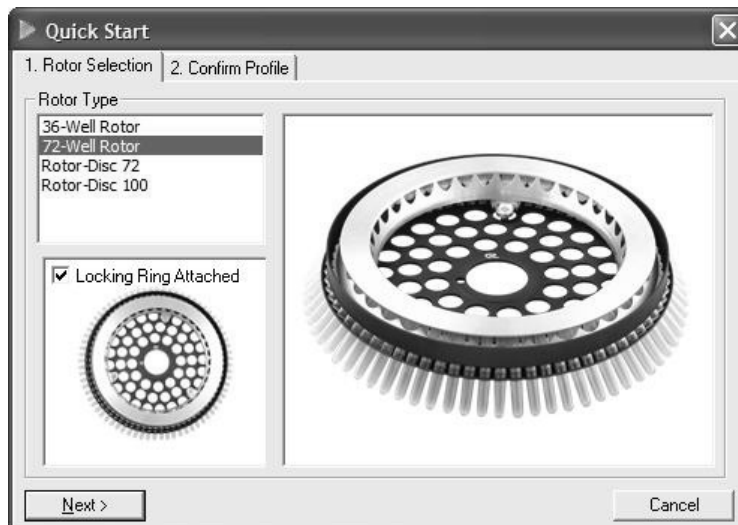 Quick Start
1. Rotor Selection 2. Confirm Profile
Rotor Type
36-Well Rotor
72-Well Rotor
Rotor-Disc 72
Rotor-Disc 100
Locking Ring Attached
Next >
Cancel